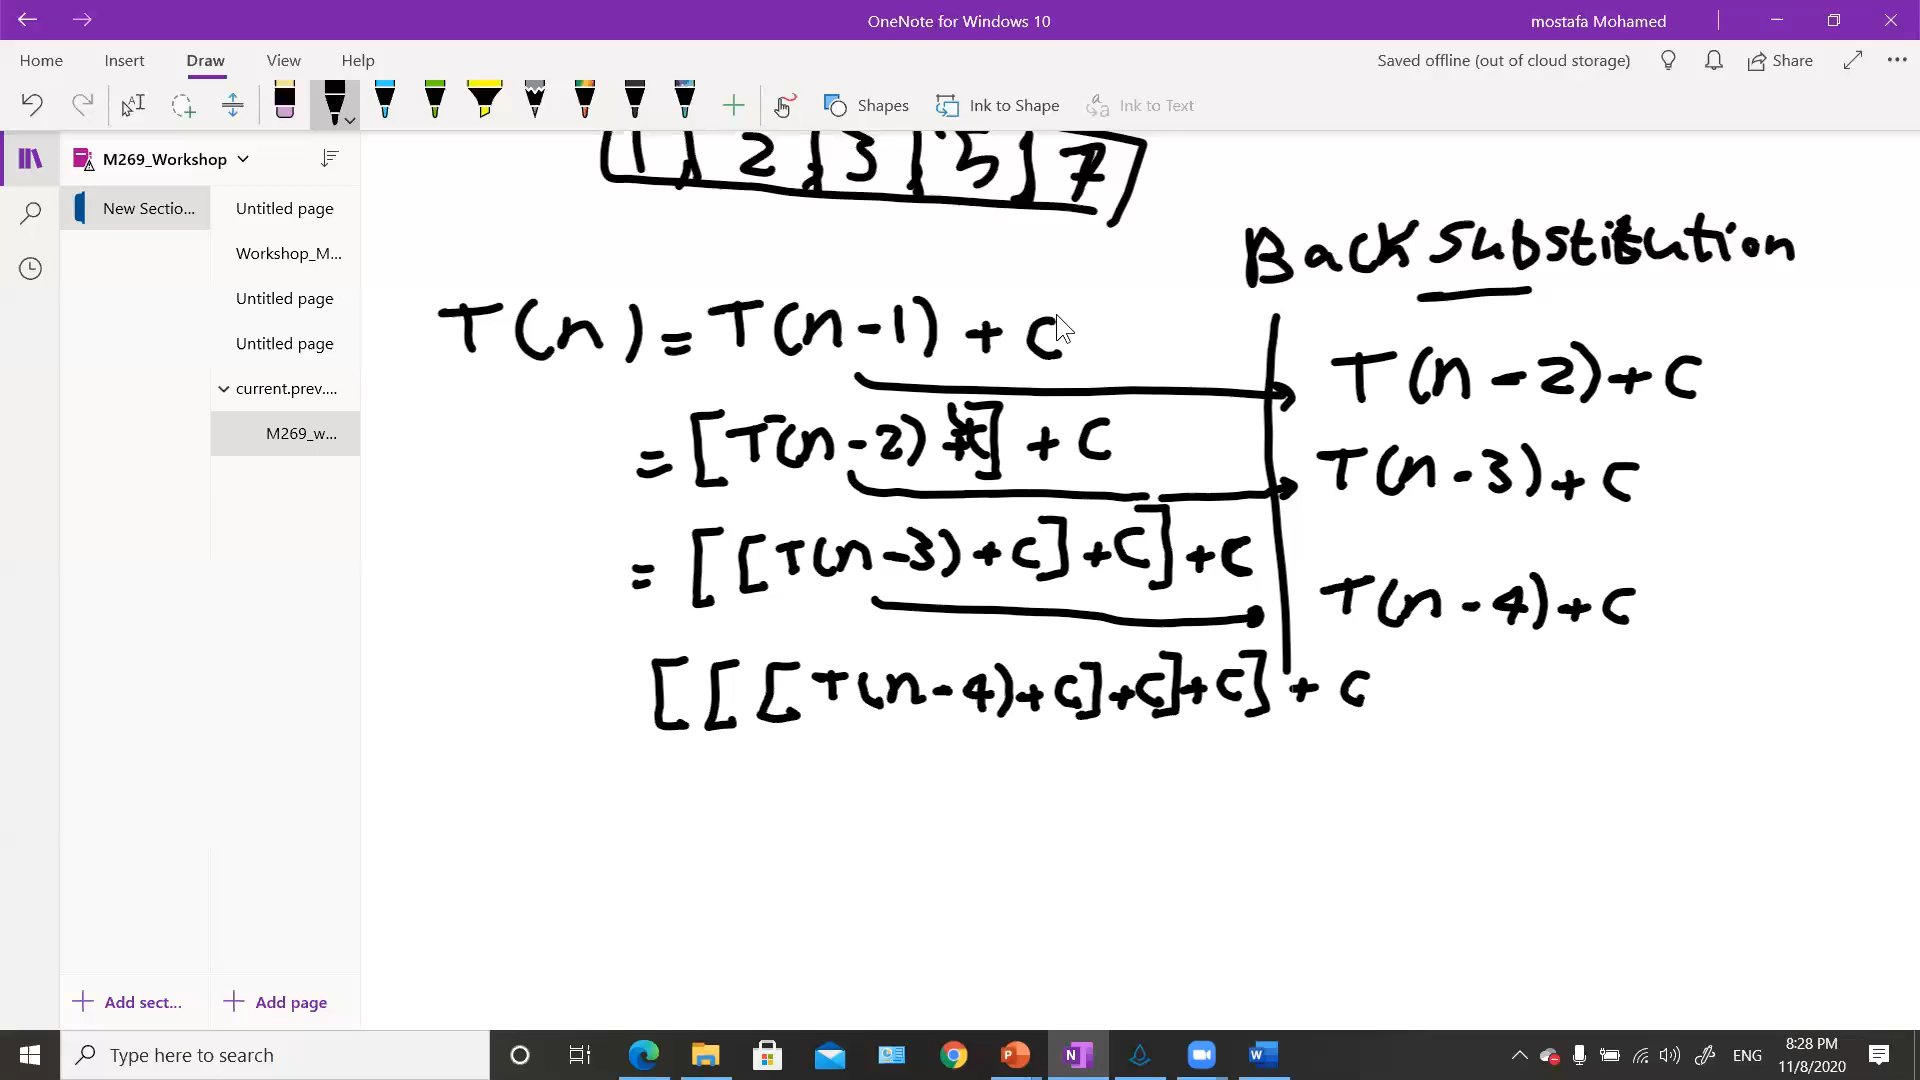 OneNote for Windows 10
mostafa Mohamed
Home Insert Draw View Help
Saved offline (out of cloud storage)
Share
Shapes
Ink to Shape
Ink to Text
M269_Workshop
New Sectio...
Untitled page
Workshop_M...
Untitled page
Untitled page
current.prev....
M269_w...
1 2 3 5 7
Back Substitution
T(n) = T(n-1) + C
T(n-2)+C
= [T(n-2) +C] + C
T(n-3)+C
= [[T(n-3)+C]+C]+C
T(n-4)+C
[[[T(n-4)+C]+C]+C] + C
Add sect...
Add page
Type here to search
ENG
8:28 PM
11/8/2020